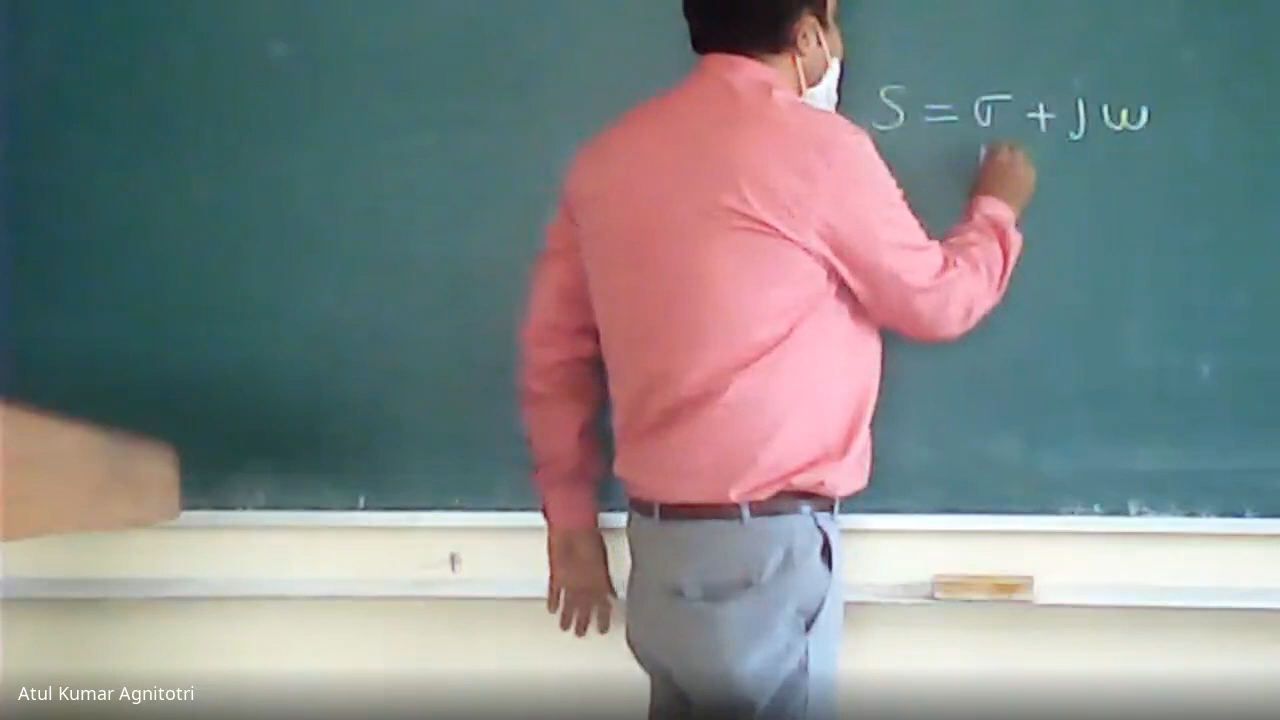 S = σ + jω
Atul Kumar Agnitotri